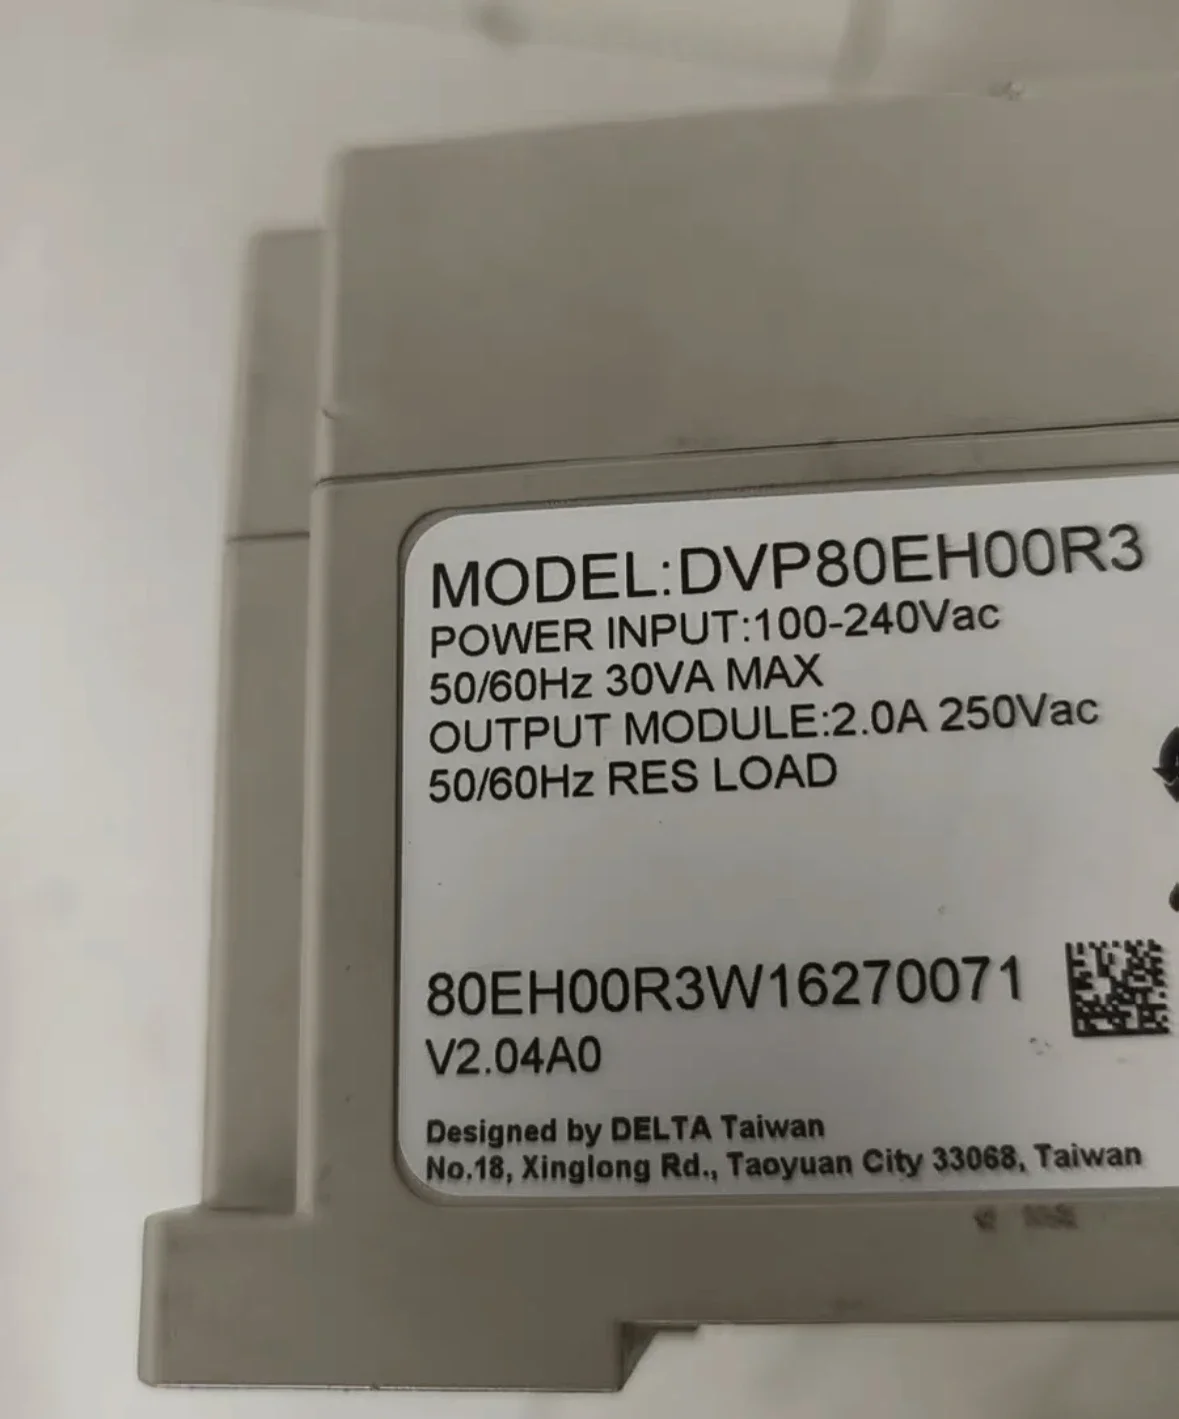 MODEL:DVP80EH00R3
POWER INPUT:100-240Vac
50/60Hz 30VA MAX
OUTPUT MODULE:2.0A 250Vac
50/60Hz RES LOAD
80EH00R3W16270071
V2.04A0
Designed by DELTA Taiwan
No.18, Xinglong Rd., Taoyuan City 33068, Taiwan